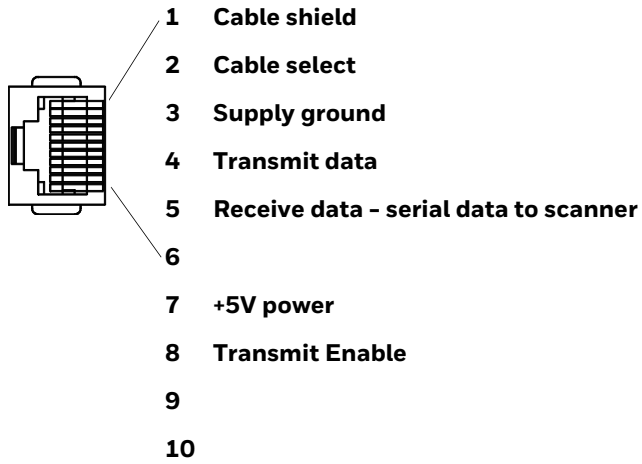 1 Cable shield
2 Cable select
3 Supply ground
4 Transmit data
5 Receive data - serial data to scanner
6
7 +5V power
8 Transmit Enable
9
10